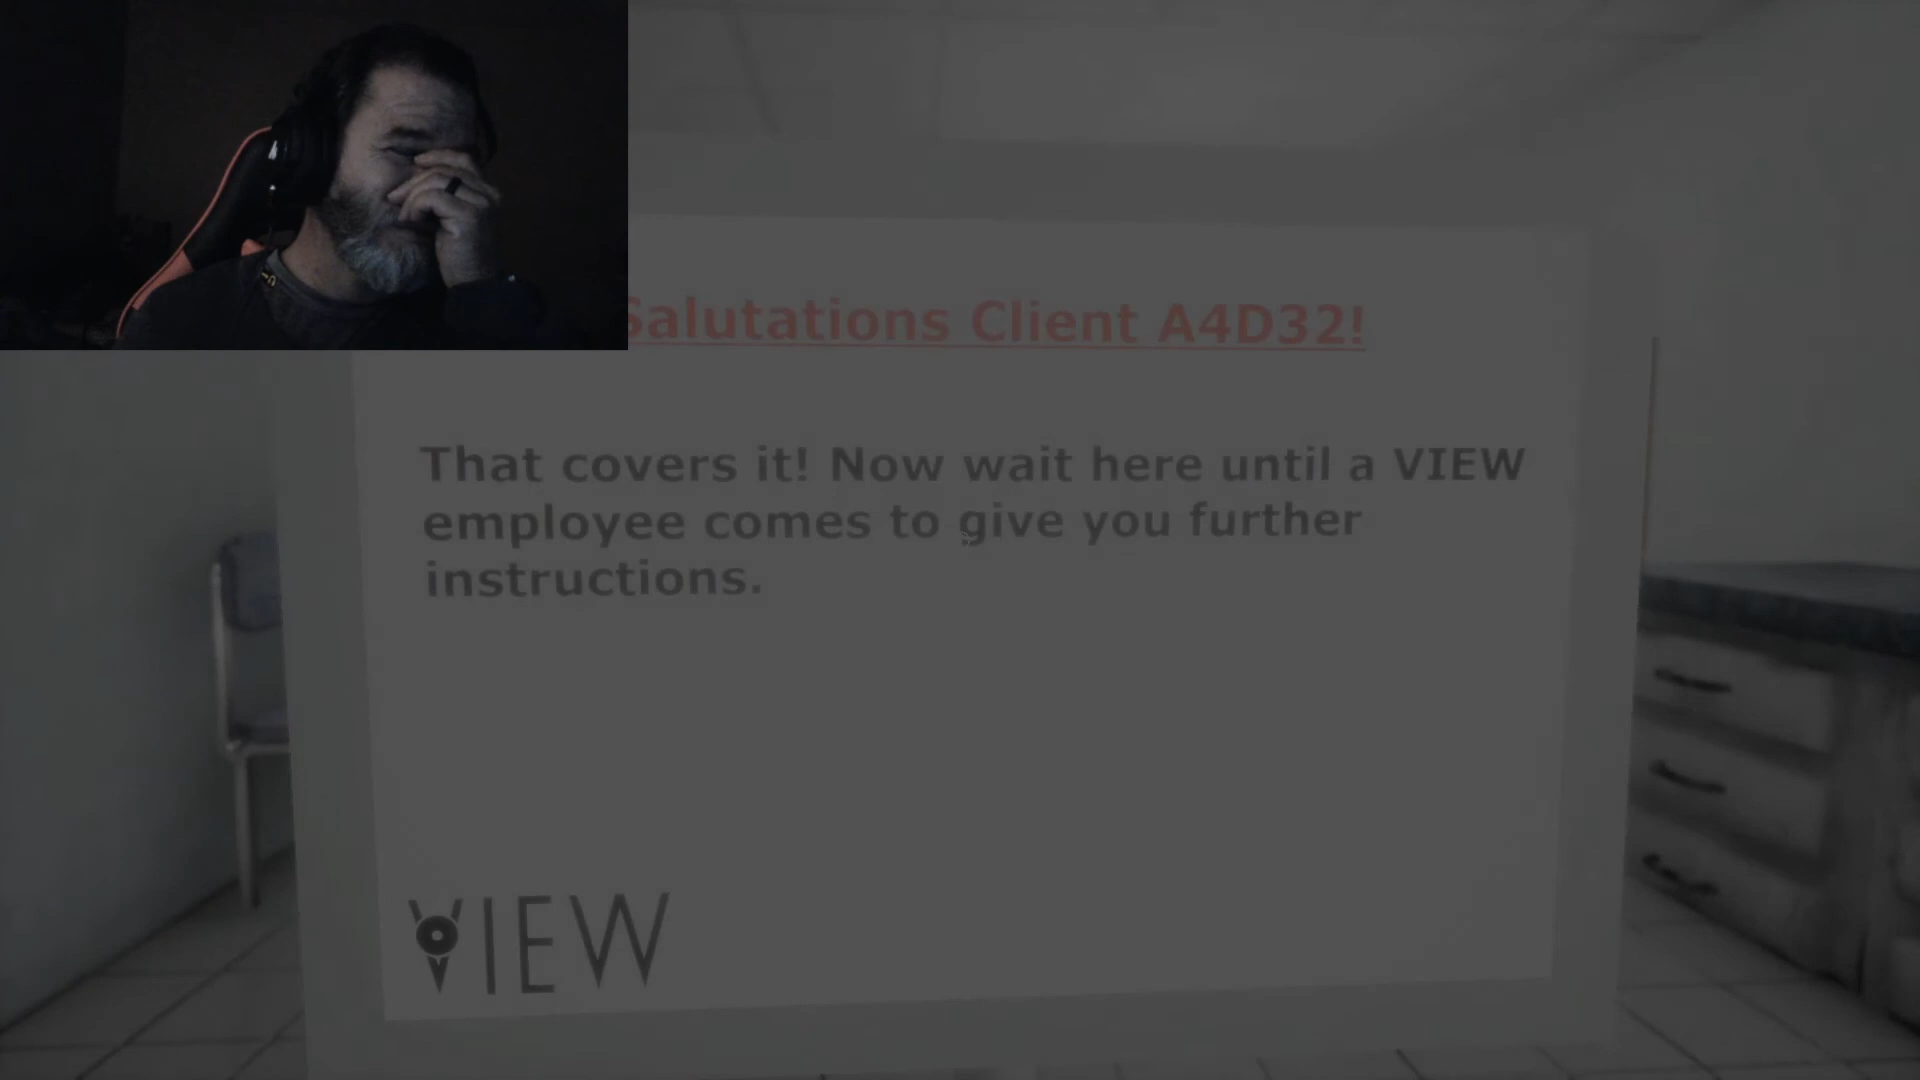 Salutations Client A4D32!
That covers it! Now wait here until a VIEW
employee comes to give you further
instructions.
VIEW